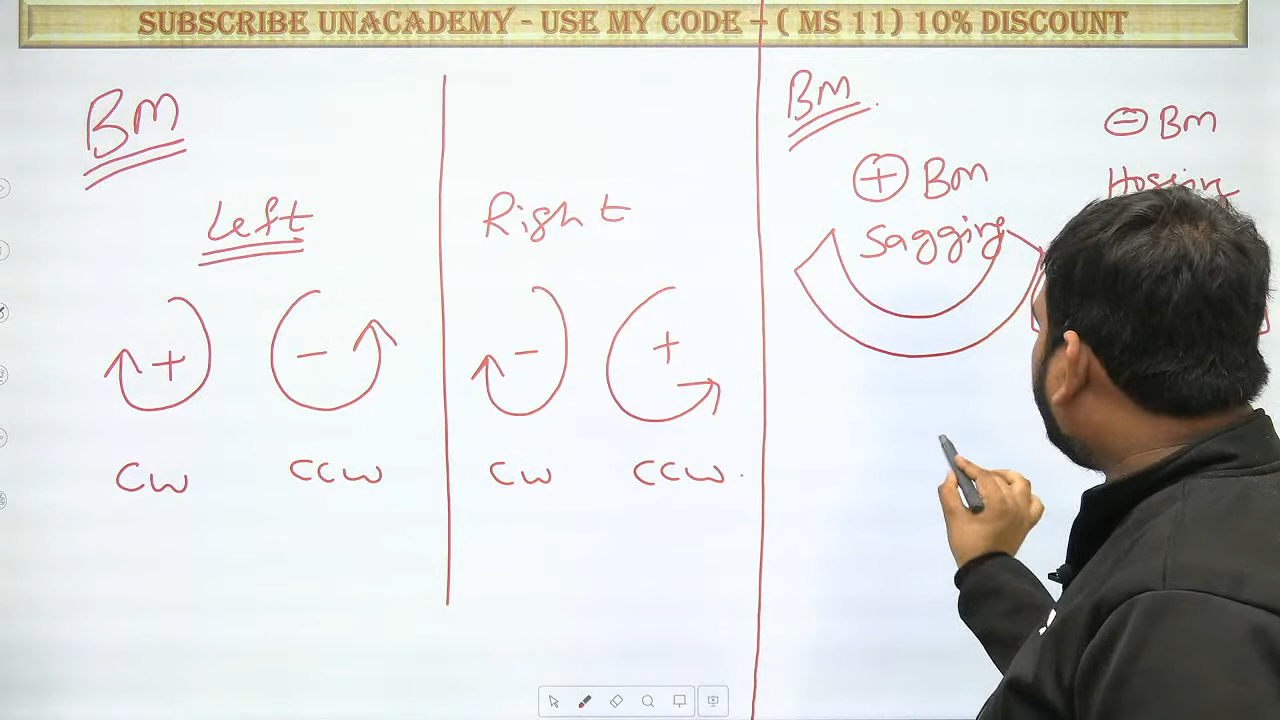 SUBSCRIBE UNACADEMY - USE MY CODE - ( MS 11) 10% DISCOUNT
BM
Left
+
-
CW
CCW
Right
-
+
CW
CCW.
BM.
+ BM
Sagging
- BM